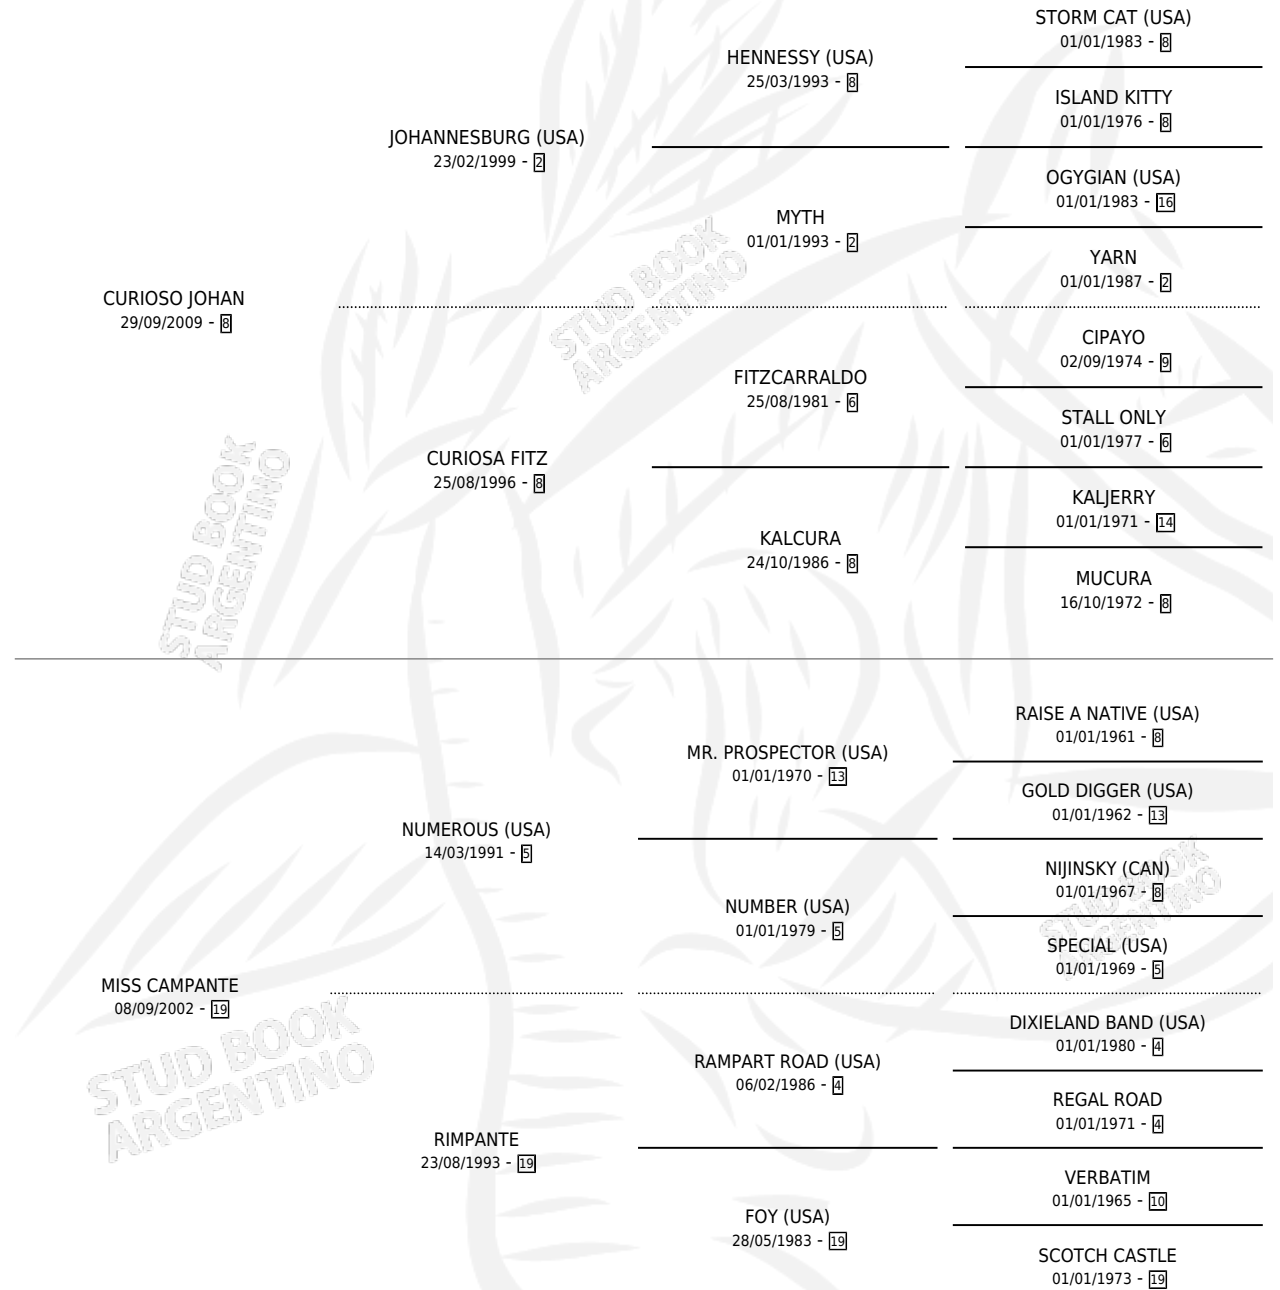 STORM CAT (USA)
01/01/1983 - 8
HENNESSY (USA)
25/03/1993 - 8
ISLAND KITTY
01/01/1976 - 8
JOHANNESBURG (USA)
23/02/1999 - 2
OGYGIAN (USA)
01/01/1983 - 16
MYTH
01/01/1993 - 2
YARN
01/01/1987 - 2
CURIOSO JOHAN
29/09/2009 - 8
CIPAYO
02/09/1974 - 9
FITZCARRALDO
25/08/1981 - 6
STALL ONLY
01/01/1977 - 6
CURIOSA FITZ
25/08/1996 - 8
KALJERRY
01/01/1971 - 14
KALCURA
24/10/1986 - 8
MUCURA
16/10/1972 - 8
STUD BOOK
ARGENTINO
STUD BOOK
ARGENTINO
RAISE A NATIVE (USA)
01/01/1961 - 8
MR. PROSPECTOR (USA)
01/01/1970 - 13
GOLD DIGGER (USA)
01/01/1962 - 13
NUMEROUS (USA)
14/03/1991 - 5
NIJINSKY (CAN)
01/01/1967 - 8
NUMBER (USA)
01/01/1979 - 5
SPECIAL (USA)
01/01/1969 - 5
STUD BOOK
ARGENTINO
MISS CAMPANTE
08/09/2002 - 19
DIXIELAND BAND (USA)
01/01/1980 - 4
RAMPART ROAD (USA)
06/02/1986 - 4
REGAL ROAD
01/01/1971 - 4
RIMPANTE
23/08/1993 - 19
VERBATIM
01/01/1965 - 10
FOY (USA)
28/05/1983 - 19
SCOTCH CASTLE
01/01/1973 - 19
STUD BOOK
ARGENTINO